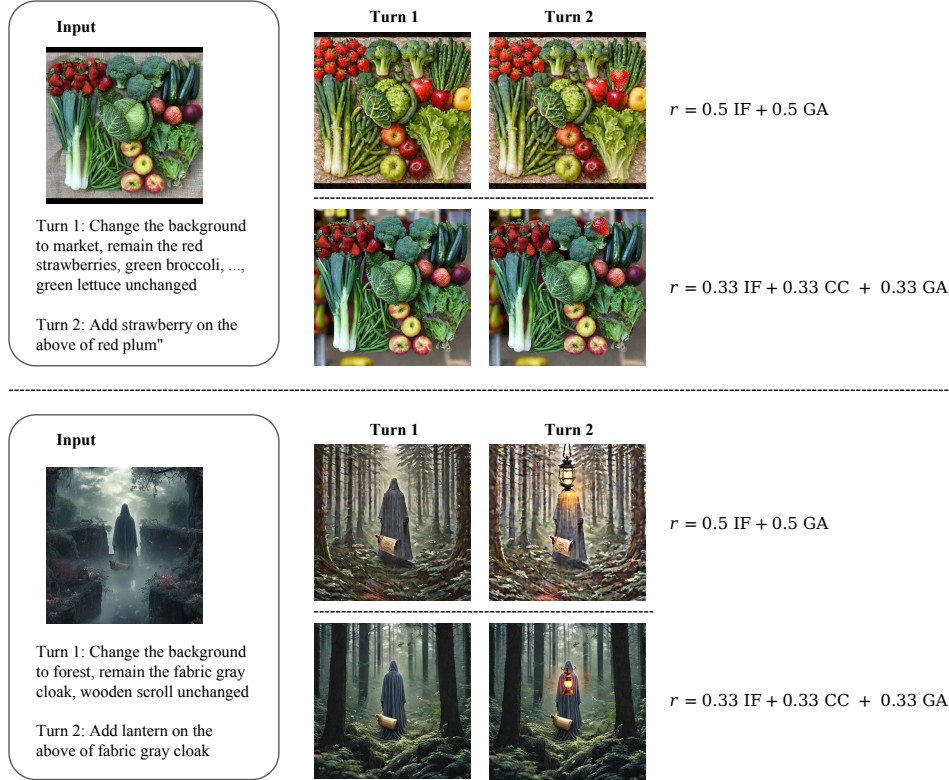 Input
Turn 1: Change the background
to market, remain the red
strawberries, green broccoli, ...,
green lettuce unchanged
Turn 2: Add strawberry on the
above of red plum"
Turn 1
Turn 2
r = 0.5 IF + 0.5 GA
r = 0.33 IF + 0.33 CC + 0.33 GA
Input
Turn 1: Change the background
to forest, remain the fabric gray
cloak, wooden scroll unchanged
Turn 2: Add lantern on the
above of fabric gray cloak
Turn 1
Turn 2
r = 0.5 IF + 0.5 GA
r = 0.33 IF + 0.33 CC + 0.33 GA